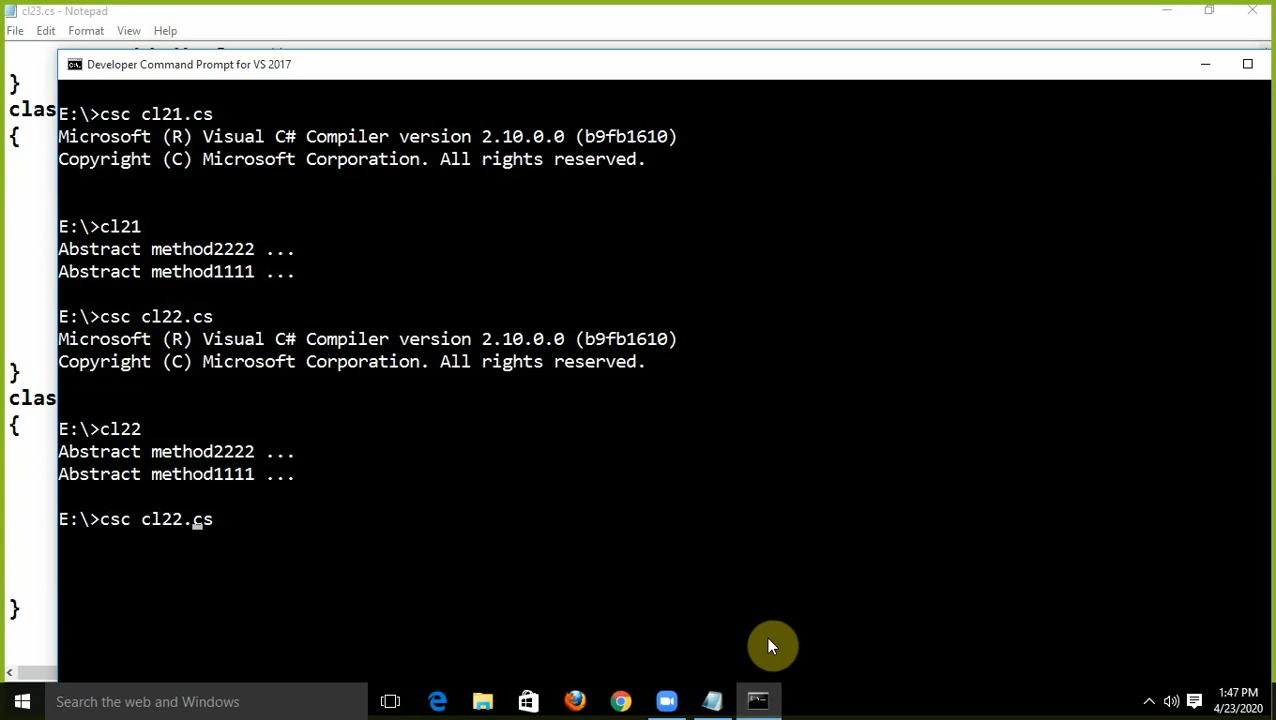 cl23.cs - Notepad
File Edit Format View Help
}
clas
{
}
clas
{
}
Developer Command Prompt for VS 2017
E:\>csc cl21.cs
Microsoft (R) Visual C# Compiler version 2.10.0.0 (b9fb1610)
Copyright (C) Microsoft Corporation. All rights reserved.
E:\>cl21
Abstract method2222 ...
Abstract method1111 ...
E:\>csc cl22.cs
Microsoft (R) Visual C# Compiler version 2.10.0.0 (b9fb1610)
Copyright (C) Microsoft Corporation. All rights reserved.
E:\>cl22
Abstract method2222 ...
Abstract method1111 ...
E:\>csc cl22.cs
Search the web and Windows
1:47 PM
4/23/2020